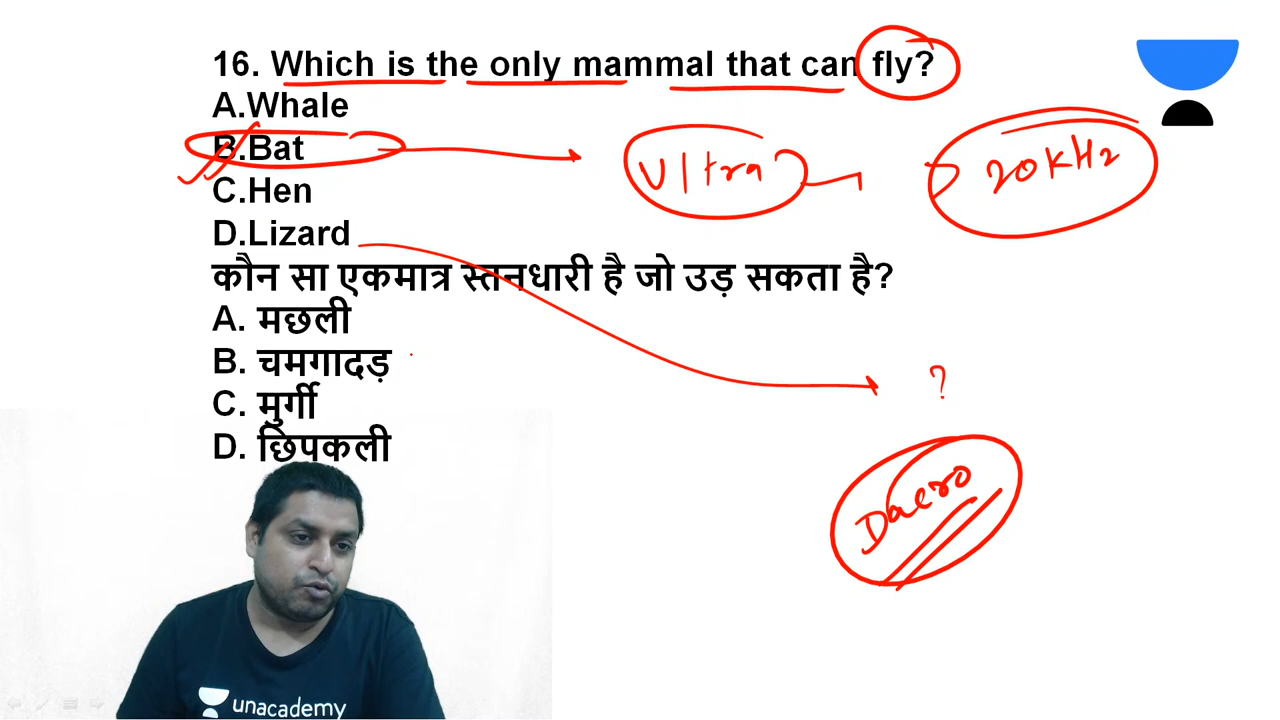 16. Which is the only mammal that can fly?
A.Whale
B.Bat
C.Hen
D.Lizard
Ultra
20KHz
कौन सा एकमात्र स्तनधारी है जो उड़ सकता है?
A. मछली
B. चमगादड़
C. मुर्गी
D. छिपकली
?
Daero
unacademy